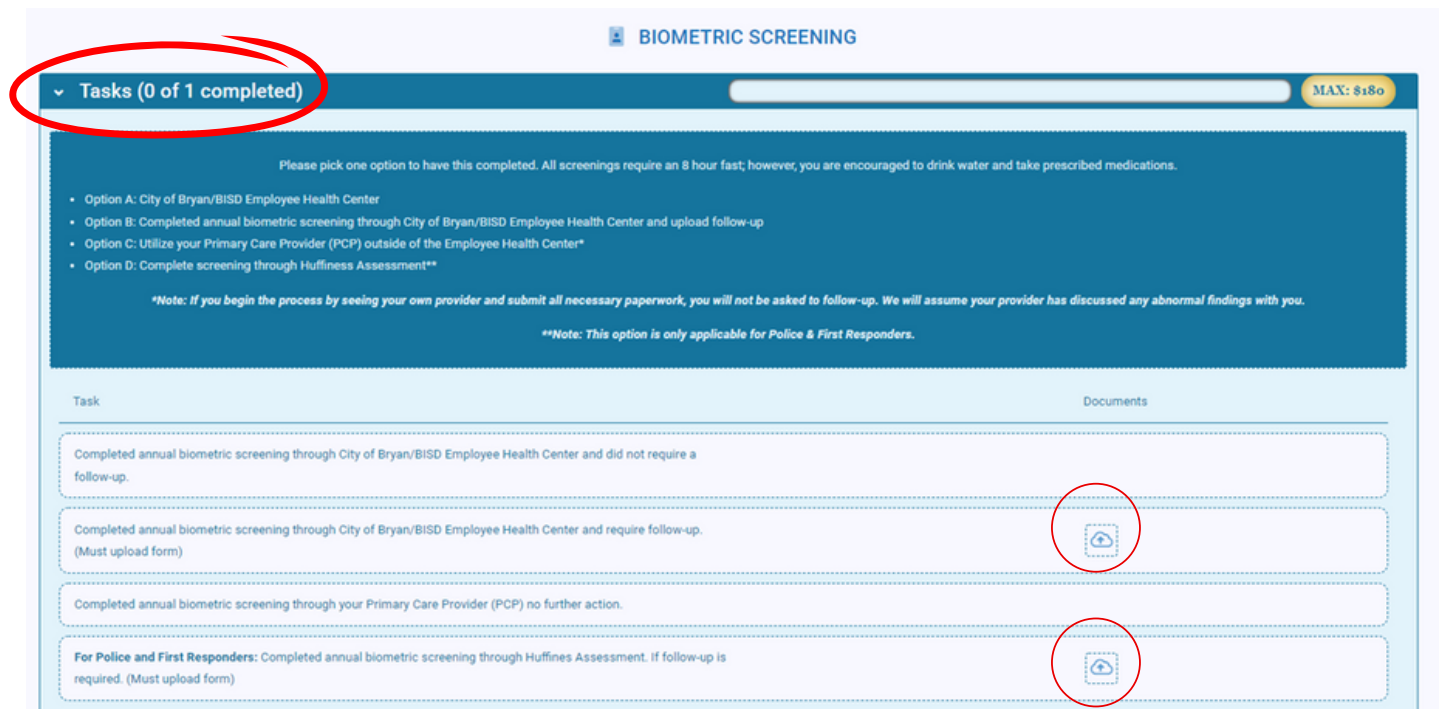 BIOMETRIC SCREENING
Tasks (0 of 1 completed)
MAX: $180
Please pick one option to have this completed. All screenings require an 8 hour fast; however, you are encouraged to drink water and take prescribed medications.
• Option A: City of Bryan/BISD Employee Health Center
• Option B: Completed annual biometric screening through City of Bryan/BISD Employee Health Center and upload follow-up
• Option C: Utilize your Primary Care Provider (PCP) outside of the Employee Health Center*
• Option D: Complete screening through Huffiness Assessment**
*Note: If you begin the process by seeing your own provider and submit all necessary paperwork, you will not be asked to follow-up. We will assume your provider has discussed any abnormal findings with you.
**Note: This option is only applicable for Police & First Responders.
Task
Documents
Completed annual biometric screening through City of Bryan/BISD Employee Health Center and did not require a
follow-up.
Completed annual biometric screening through City of Bryan/BISD Employee Health Center and require follow-up.
(Must upload form)
Completed annual biometric screening through your Primary Care Provider (PCP) no further action.
For Police and First Responders: Completed annual biometric screening through Huffines Assessment. If follow-up is
required. (Must upload form)